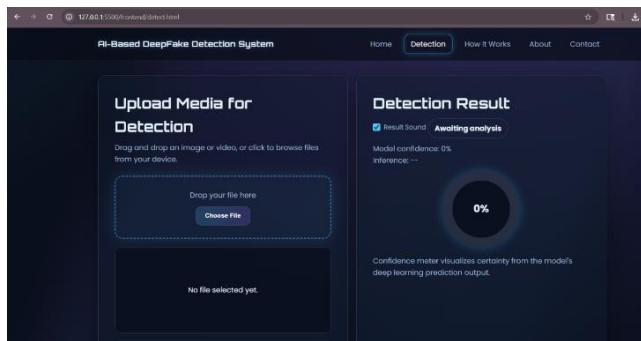 127.0.0.1:5500/frontend/detect.html
AI-Based DeepFake Detection System
Home
Detection
How It Works
About
Contact
Upload Media for
Detection
Drag and drop an image or video, or click to browse files
from your device.
Drop your file here
Choose File
No file selected yet.
Detection Result
Result Sound
Awaiting analysis
Model confidence: 0%
Inference: --
0%
Confidence meter visualizes certainty from the model's
deep learning prediction output.